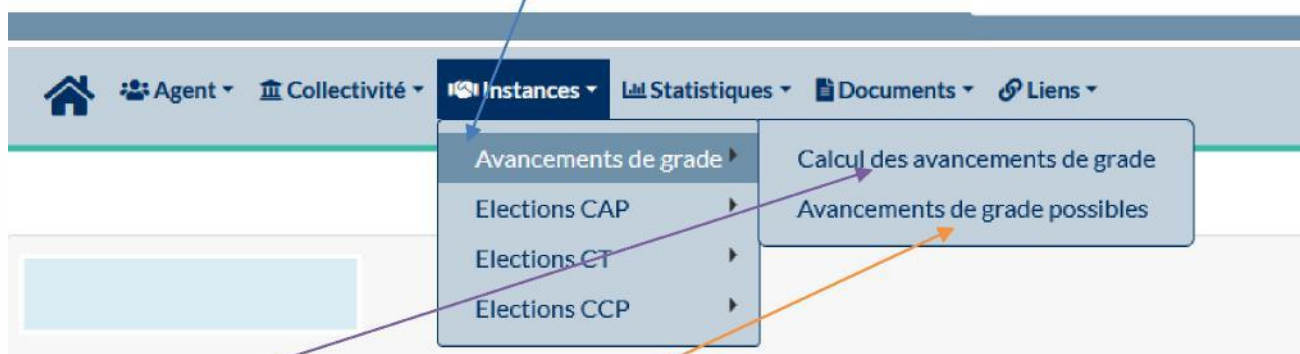 Agent Collectivité Instances Statistiques Documents Liens
Avancements de grade
Calcul des avancements de grade
Elections CAP
Avancements de grade possibles
Elections CT
Elections CCP